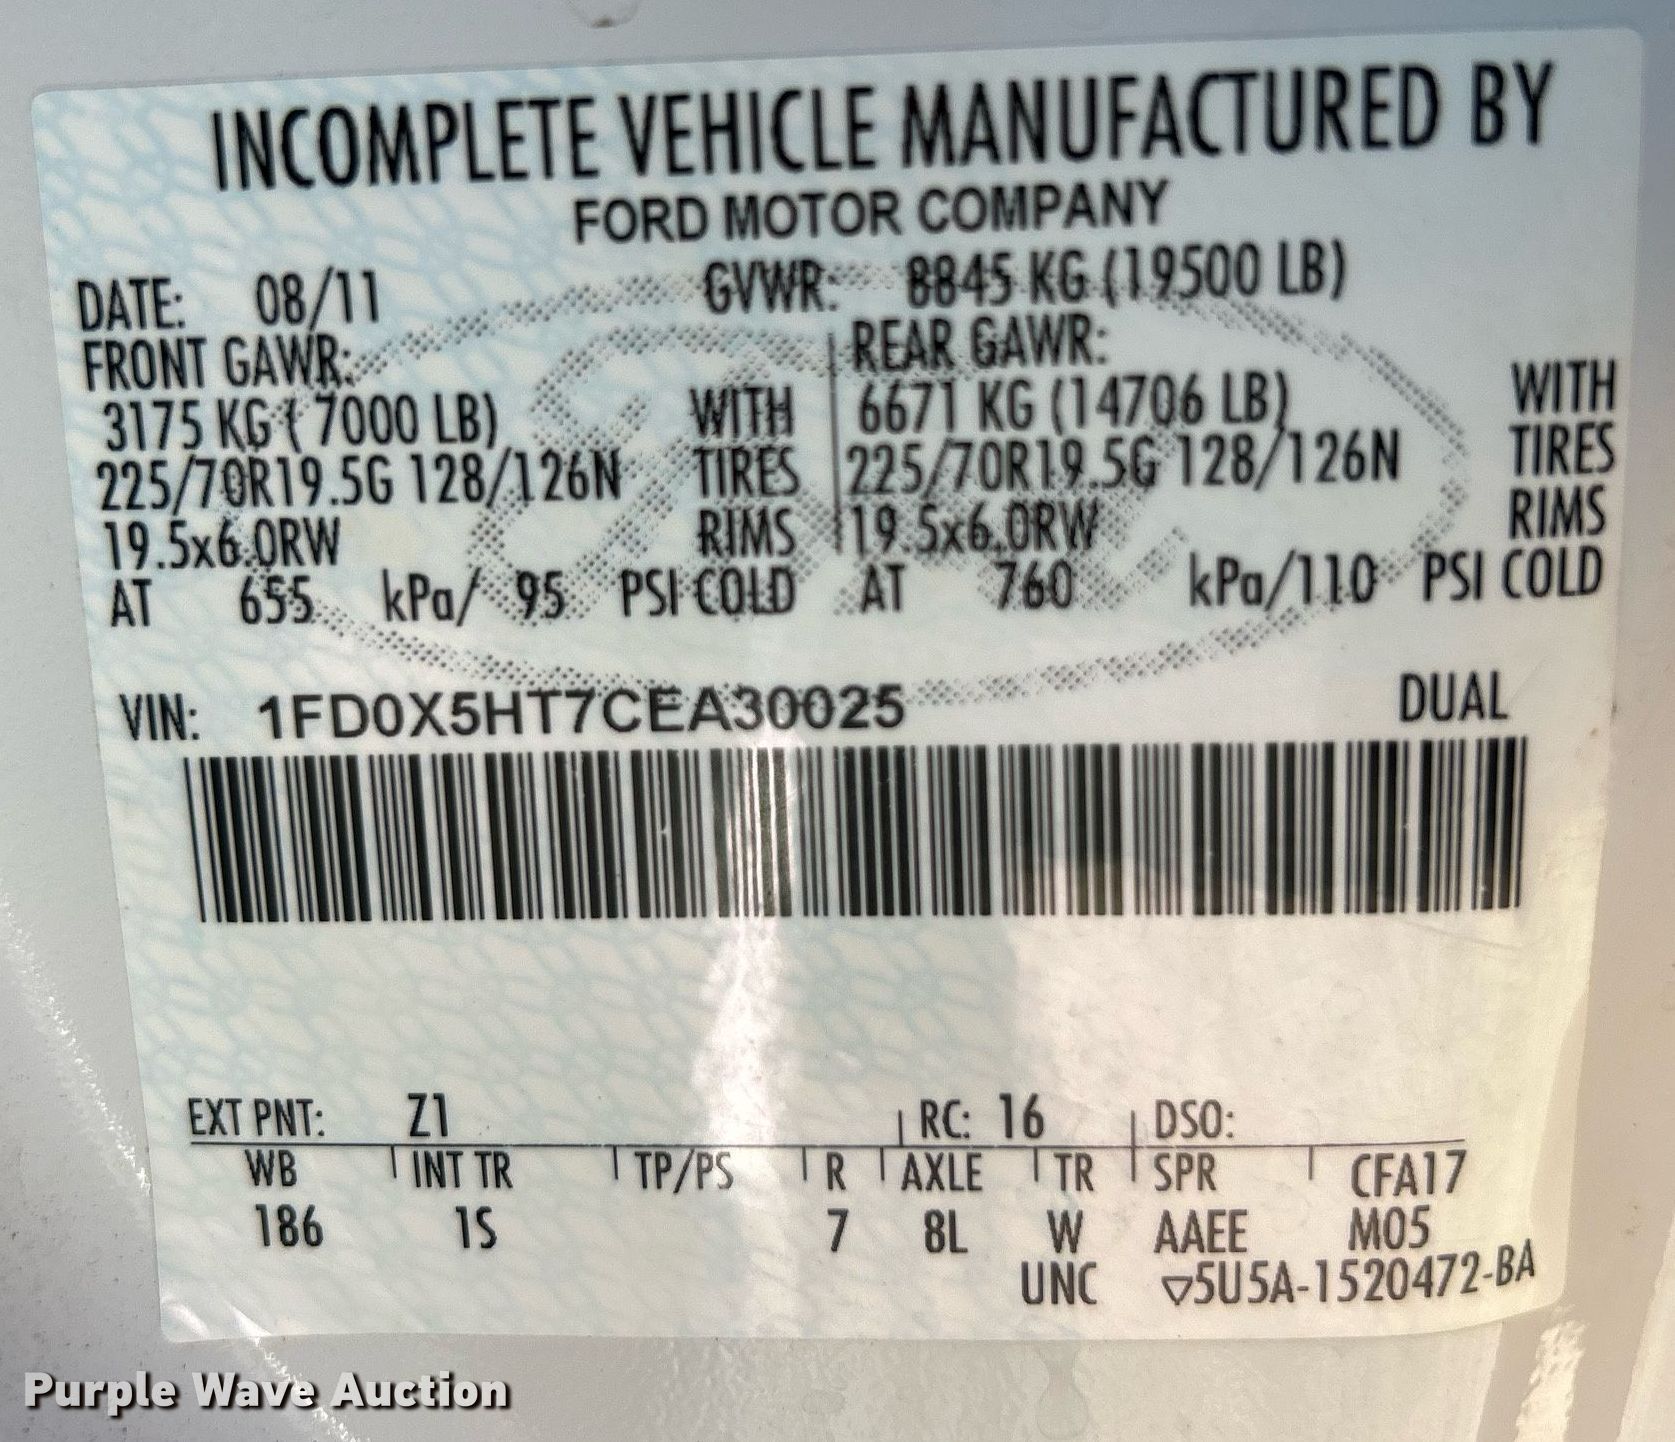 INCOMPLETE VEHICLE MANUFACTURED BY
FORD MOTOR COMPANY
DATE: 08/11 GVWR: 8845 KG (19500 LB)
FRONT GAWR: REAR GAWR:
3175 KG ( 7000 LB) WITH 6671 KG (14706 LB) WITH
225/70R19.5G 128/126N TIRES 225/70R19.5G 128/126N TIRES
19.5x6.0RW RIMS 19.5x6.0RW RIMS
AT 655 kPa/ 95 PSI COLD AT 760 kPa/110 PSI COLD
VIN: 1FD0X5HT7CEA30025 DUAL
EXT PNT: Z1 RC: 16 DSO:
WB INT TR TP/PS R AXLE TR SPR CFA17
186 1S 7 8L W AAEE M05
UNC ▽5U5A-1520472-BA
Purple Wave Auction